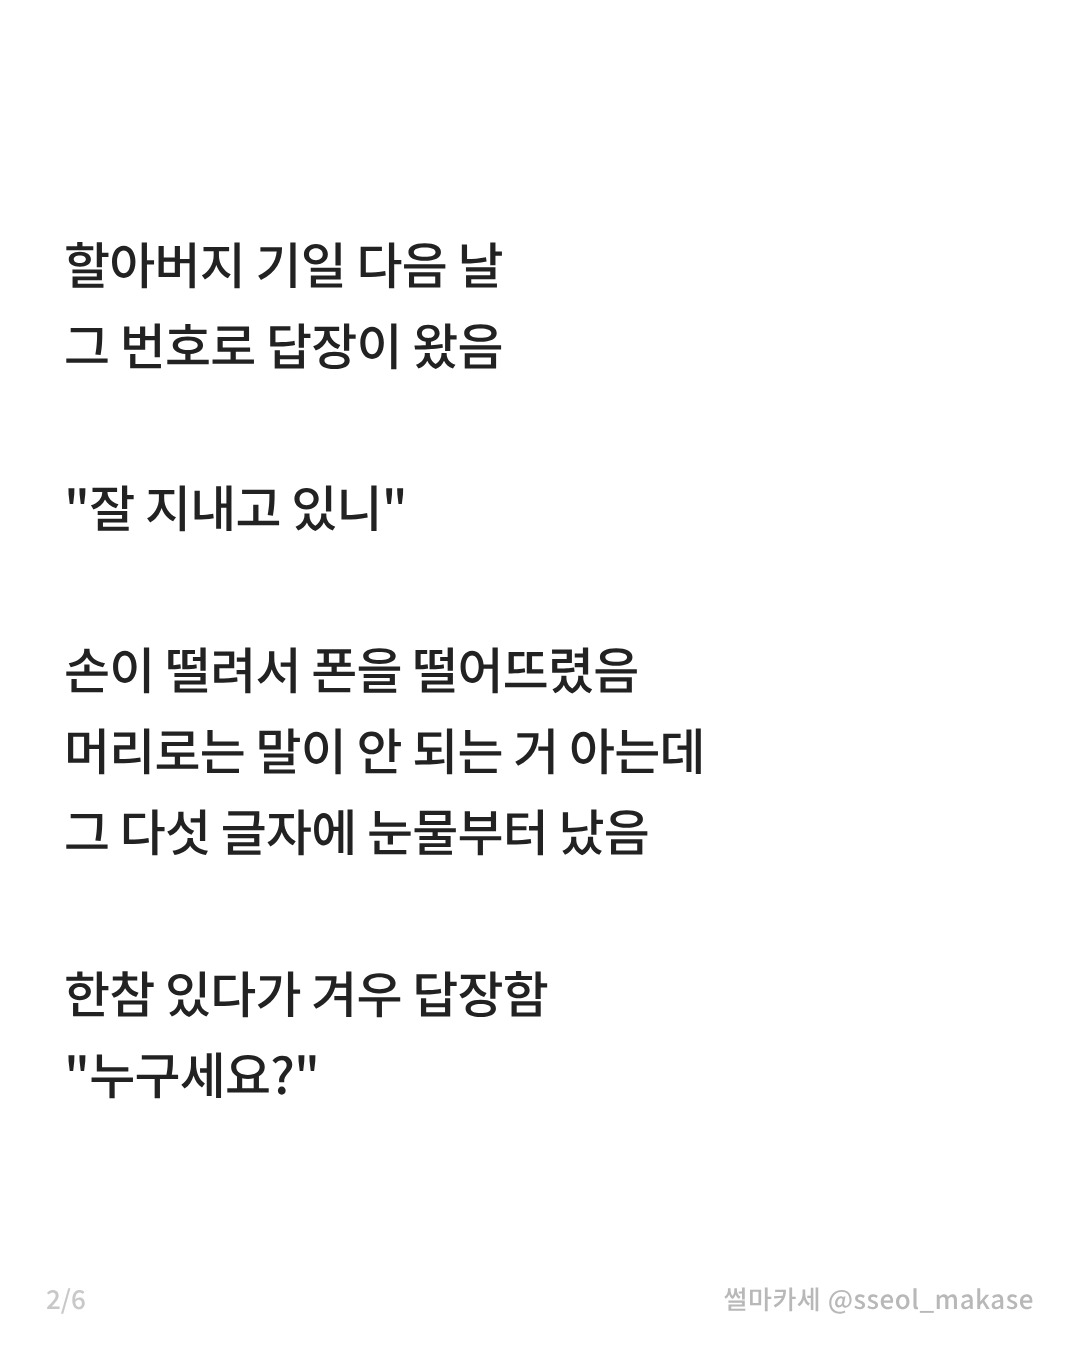 할아버지 기일 다음 날
그 번호로 답장이 왔음
"잘 지내고 있니"
손이 떨려서 폰을 떨어뜨렸음
머리로는 말이 안 되는 거 아는데
그 다섯 글자에 눈물부터 났음
한참 있다가 겨우 답장함
"누구세요?"
2/6
썰마카세 @sseol_makase